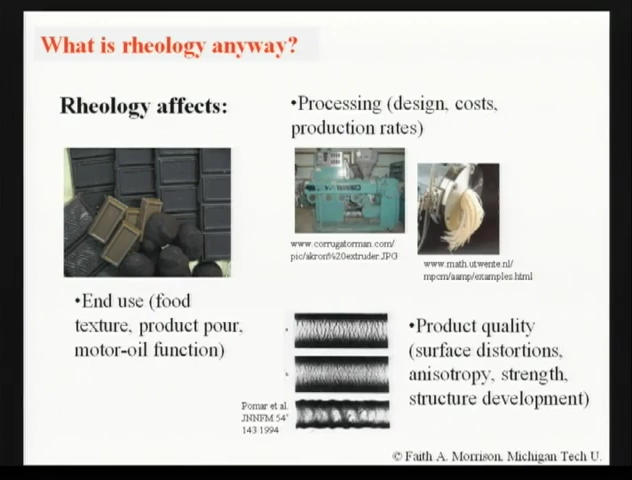 What is rheology anyway?
Rheology affects:
•Processing (design, costs,
production rates)
www.corrugatorman.com/
pic/akron%20extruder.JPG
www.math.utwente.nl/
mpcm/aamp/examples.html
•End use (food
texture, product pour,
motor-oil function)
•Product quality
(surface distortions,
anisotropy, strength,
structure development)
Pomar et al.
JNNFM 54
143 1994
© Faith A. Morrison, Michigan Tech U.